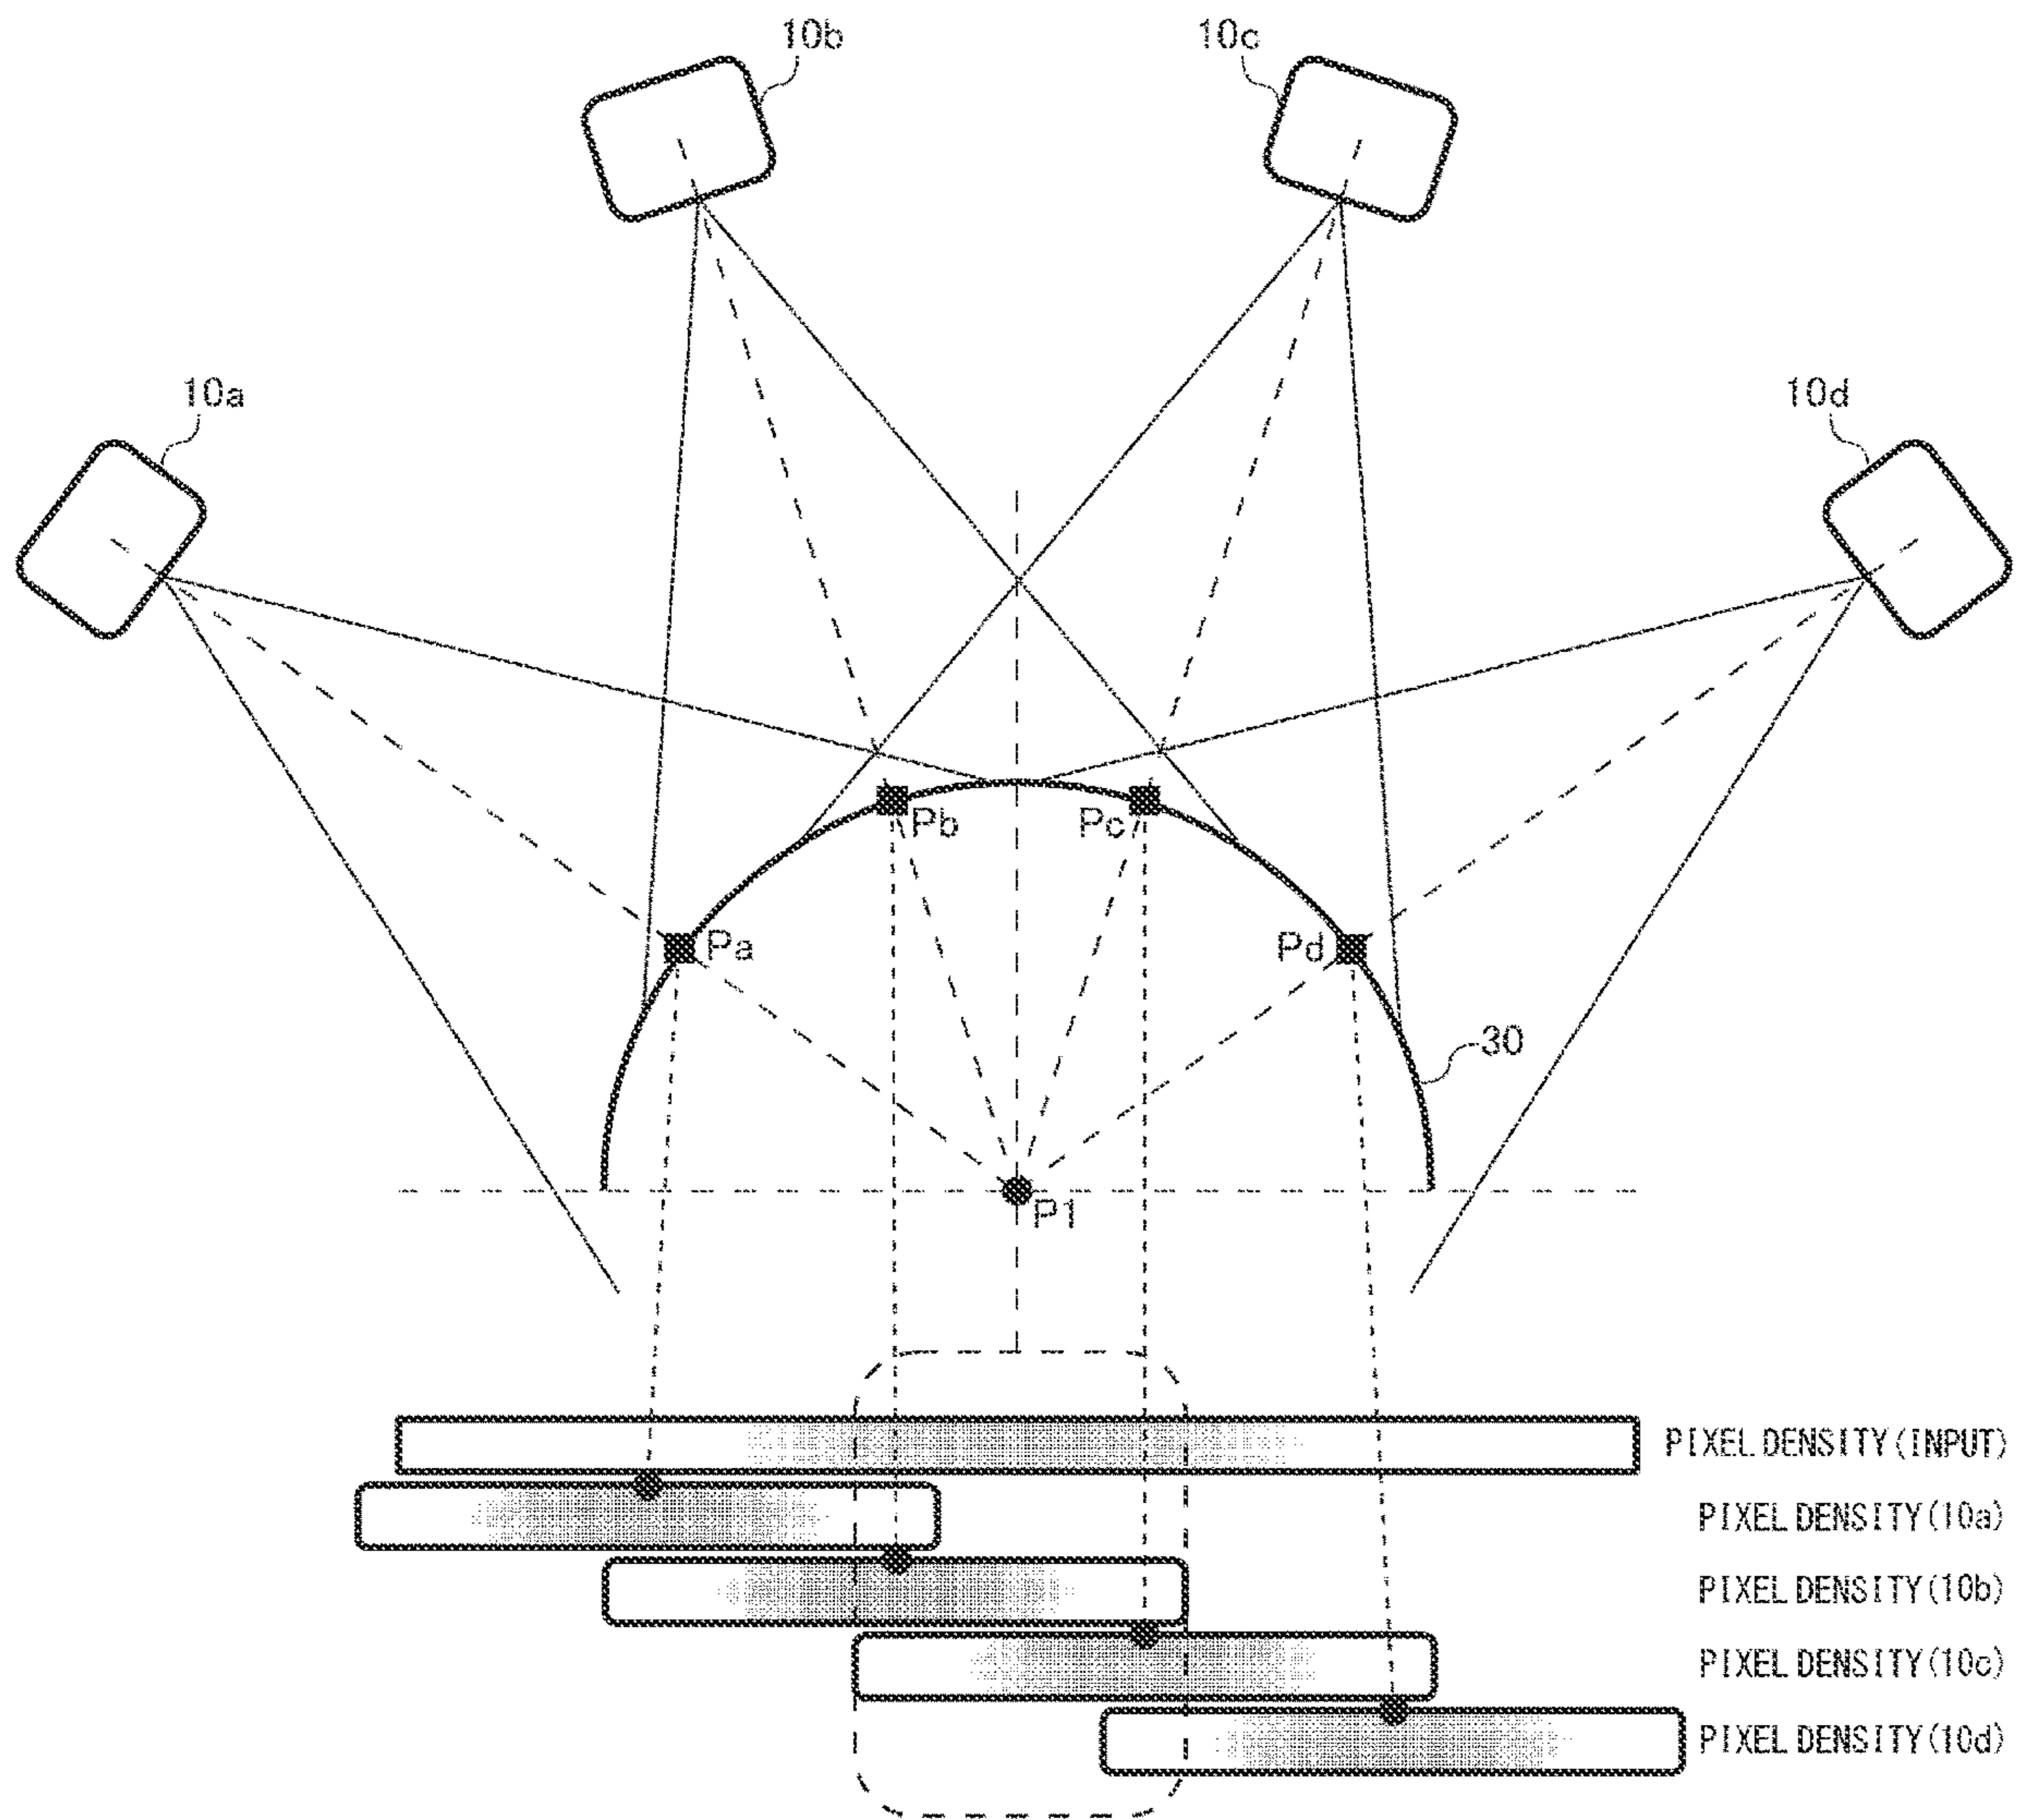 10b
10c
10a
10d
Pb
Pc
Pa
Pd
30
P1
PIXEL DENSITY(INPUT)
PIXEL DENSITY(10a)
PIXEL DENSITY(10b)
PIXEL DENSITY(10c)
PIXEL DENSITY(10d)